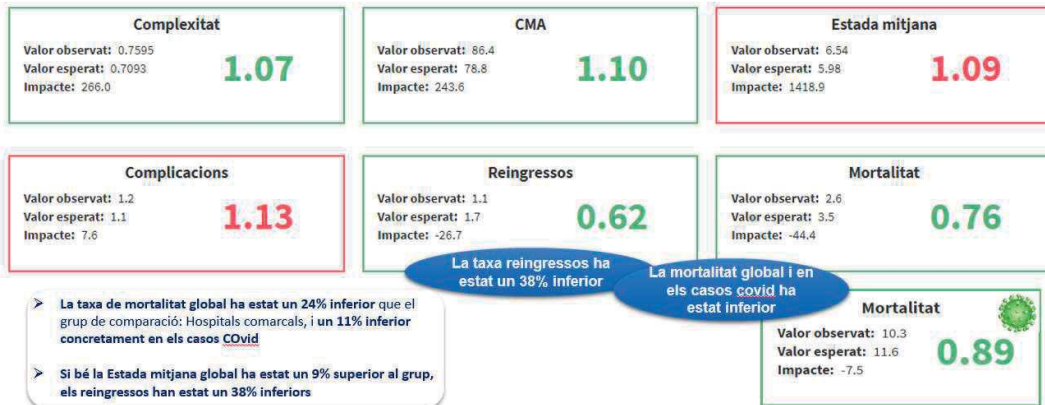 Complexitat
Valor observat: 0.7595
Valor esperat: 0.7093
Impacte: 266.0
1.07
CMA
Valor observat: 86.4
Valor esperat: 78.8
Impacte: 243.6
1.10
Estada mitjana
Valor observat: 6.54
Valor esperat: 5.98
Impacte: 1418.9
1.09
Complicacions
Valor observat: 1.2
Valor esperat: 1.1
Impacte: 7.6
1.13
Reingressos
Valor observat: 1.1
Valor esperat: 1.7
Impacte: -26.7
0.62
Mortalitat
Valor observat: 2.6
Valor esperat: 3.5
Impacte: -44.4
0.76
La taxa reingressos ha
estat un 38% inferior
La mortalitat global i en
els casos covid ha
estat inferior
La taxa de mortalitat global ha estat un 24% inferior que el
grup de comparació: Hospitals comarcals, i un 11% inferior
concretament en els casos COvid
Si bé la Estada mitjana global ha estat un 9% superior al grup,
els reingressos han estat un 38% inferiors
Mortalitat
Valor observat: 10.3
Valor esperat: 11.6
Impacte: -7.5
0.89